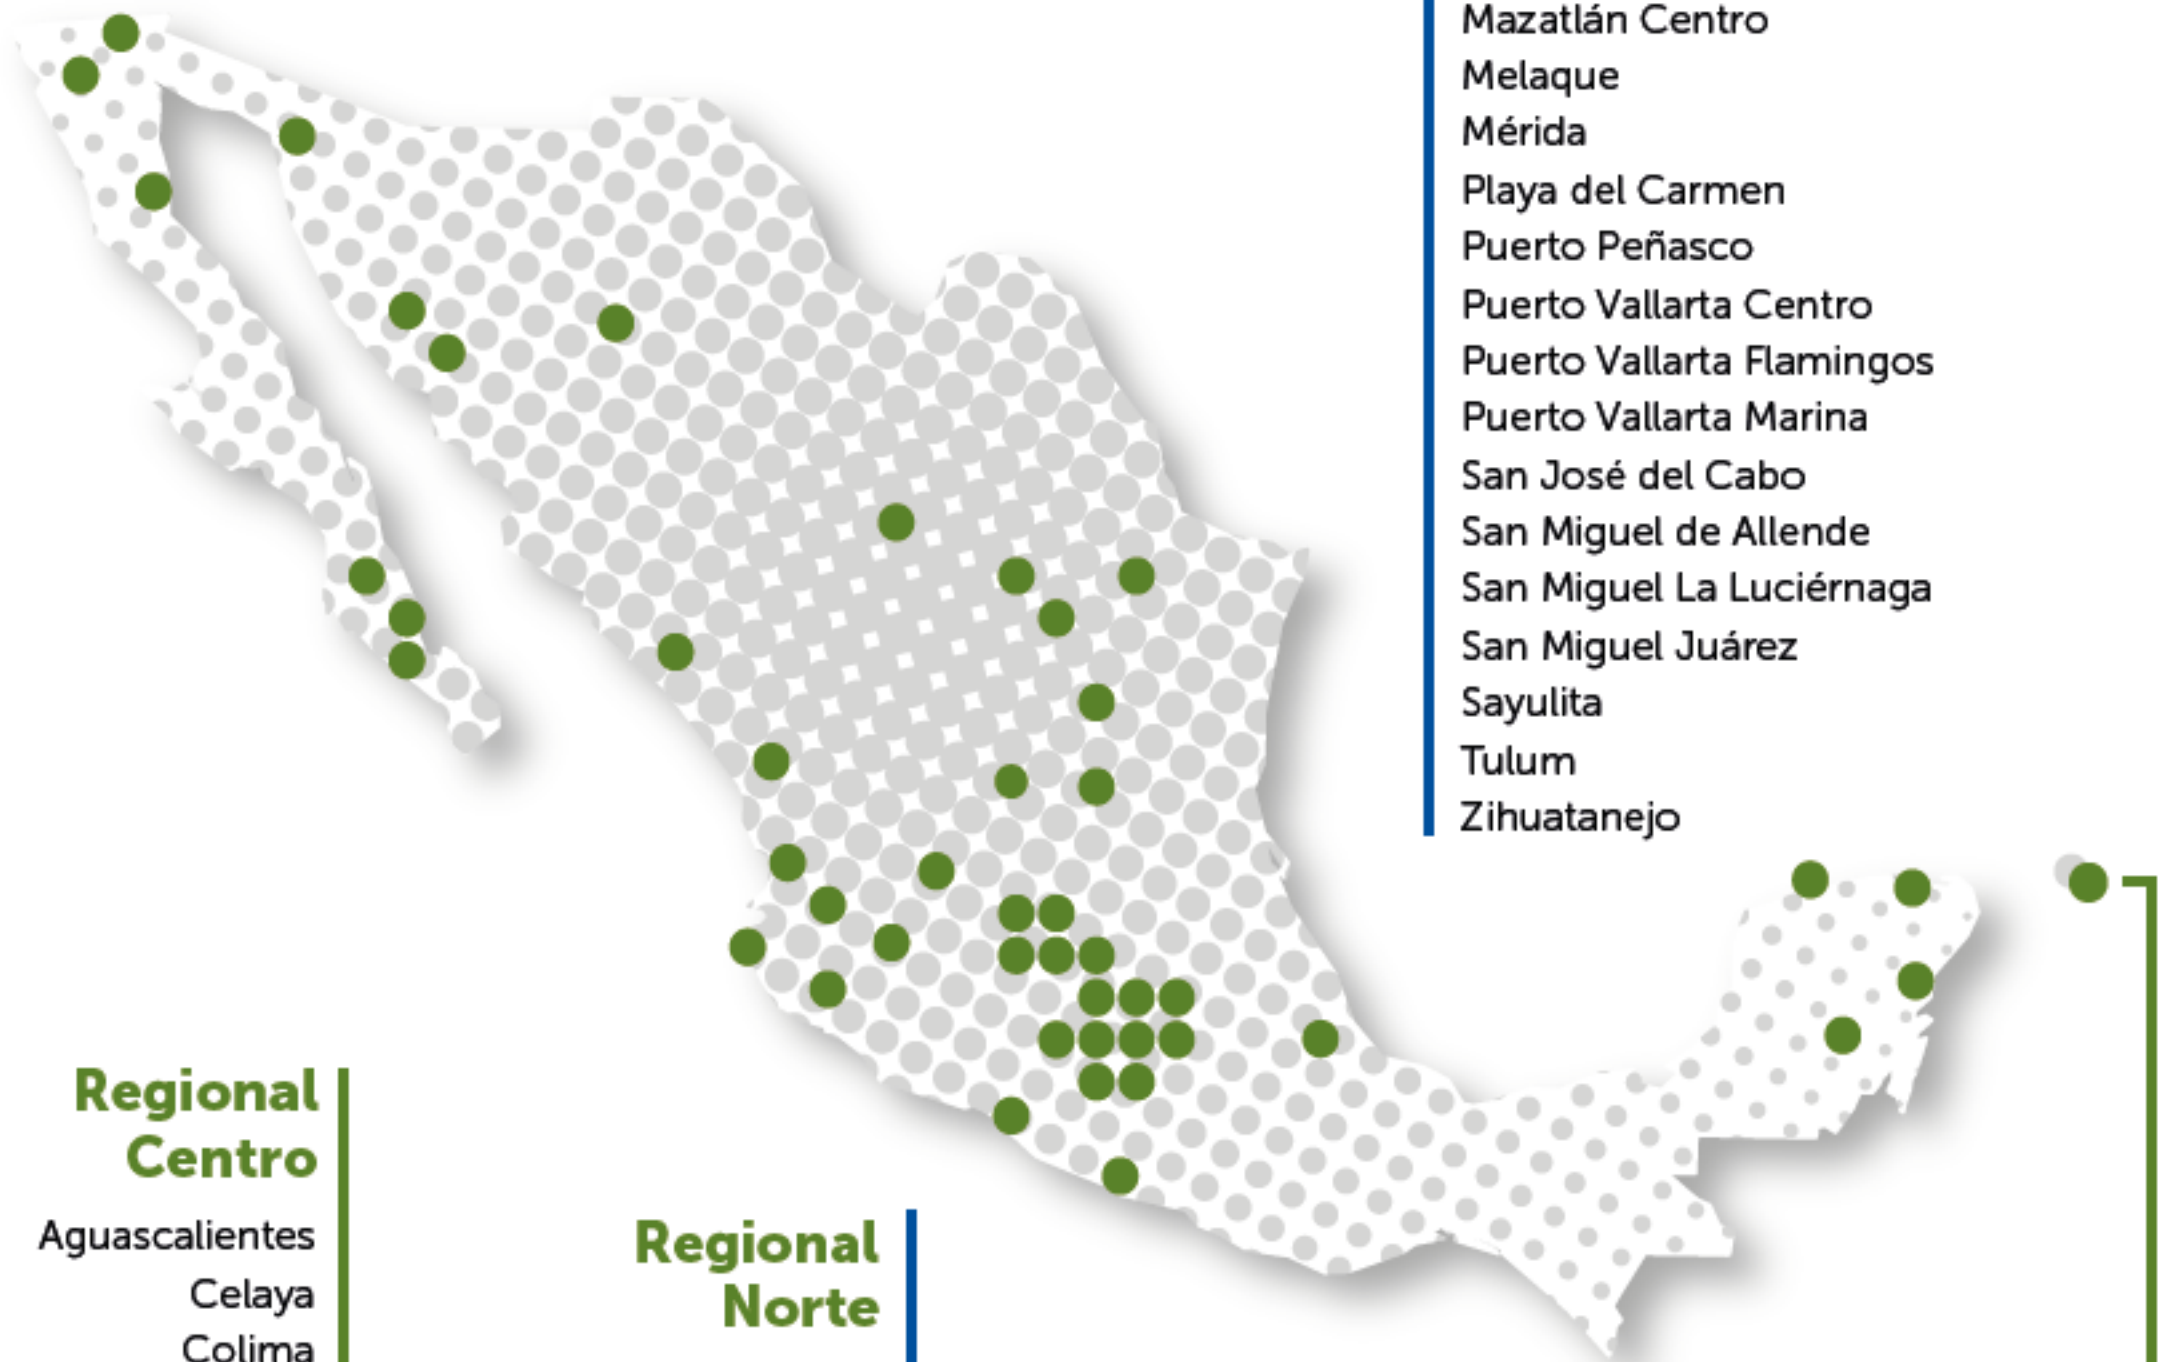 Mazatlán Centro
Melaque
Mérida
Playa del Carmen
Puerto Peñasco
Puerto Vallarta Centro
Puerto Vallarta Flamingos
Puerto Vallarta Marina
San José del Cabo
San Miguel de Allende
San Miguel La Luciérnaga
San Miguel Juárez
Sayulita
Tulum
Zihuatanejo
Regional
Centro
Aguascalientes
Celaya
Colima
Regional
Norte